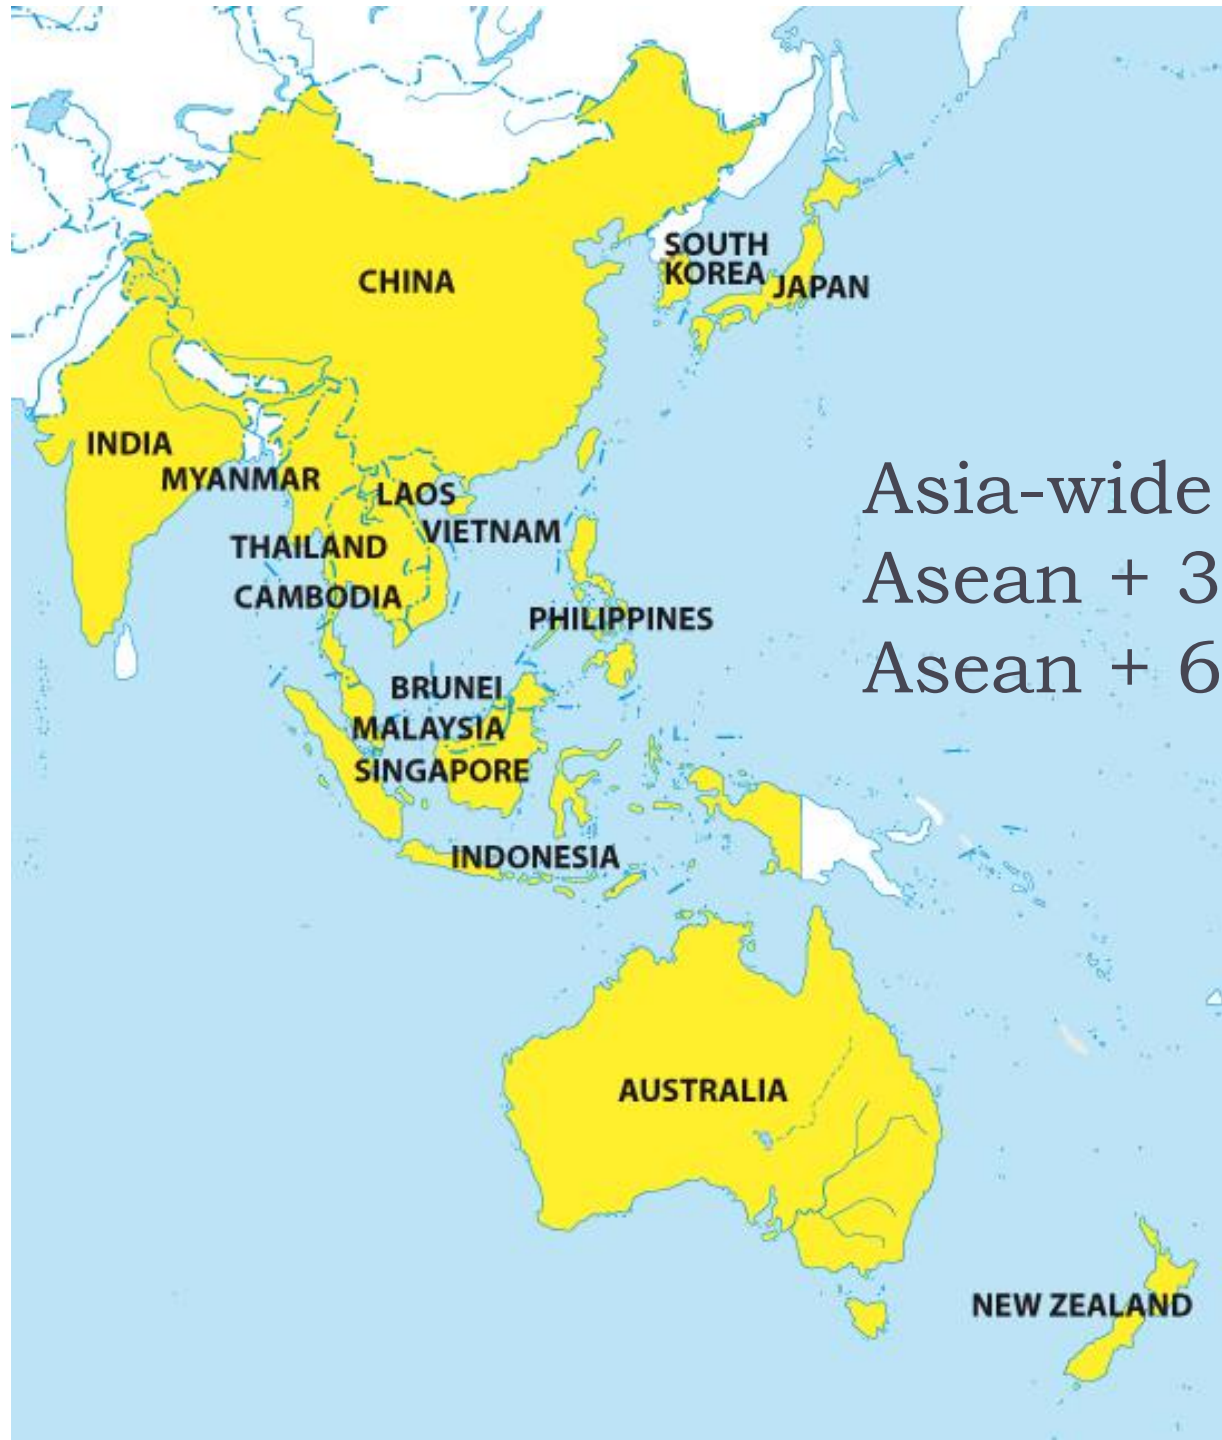 SOUTH
KOREA
CHINA
JAPAN
INDIA
MYANMAR
LAOS
VIETNAM
THAILAND
CAMBODIA
PHILIPPINES
BRUNEI
MALAYSIA
SINGAPORE
INDONESIA
AUSTRALIA
NEW ZEALAND
Asia-wide
Asean + 3
Asean + 6